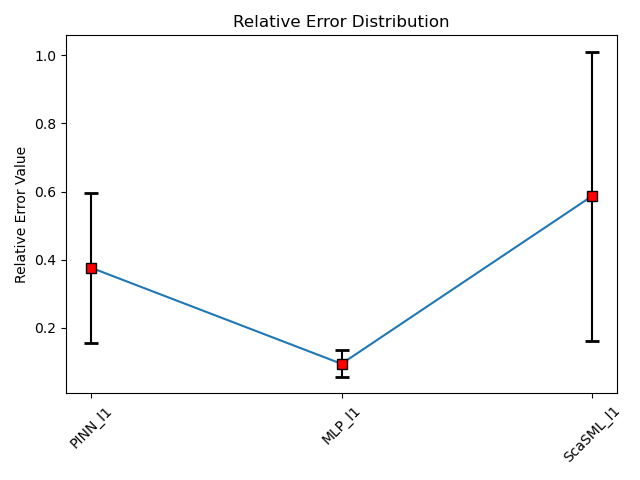 Relative Error Distribution
Relative Error Value
1.0
0.8
0.6
0.4
0.2
PINN_l1
MLP_l1
ScaSML_l1